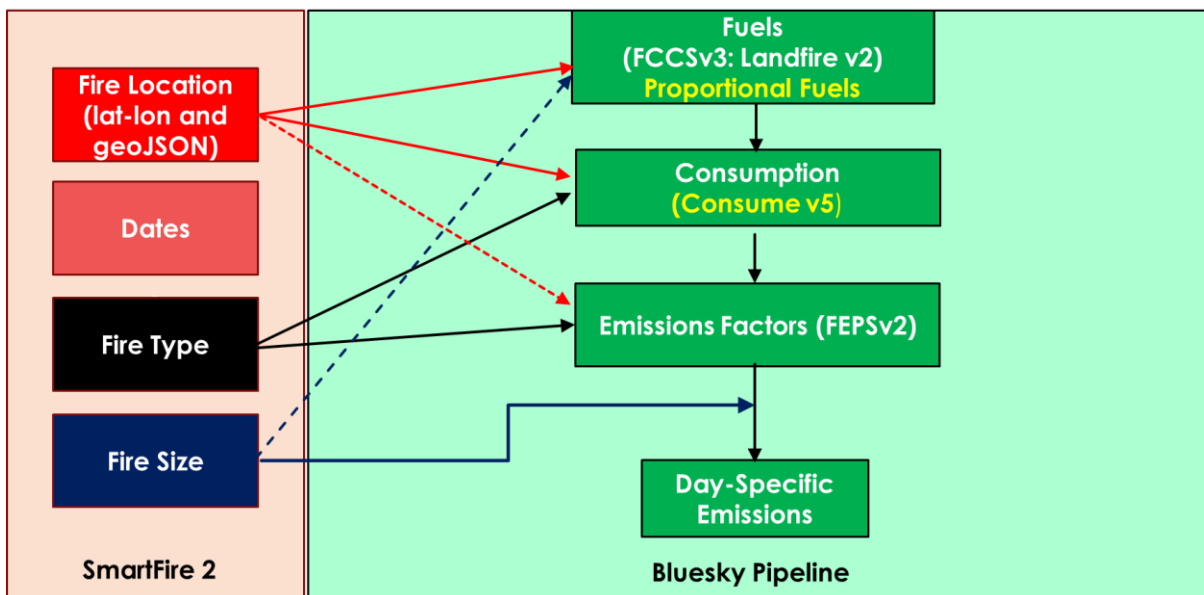 Fire Location
(lat-lon and
geoJSON)
Dates
Fire Type
Fire Size
SmartFire 2
Fuels
(FCCSv3: Landfire v2)
Proportional Fuels
Consumption
(Consume v5)
Emissions Factors (FEPSv2)
Day-Specific
Emissions
Bluesky Pipeline